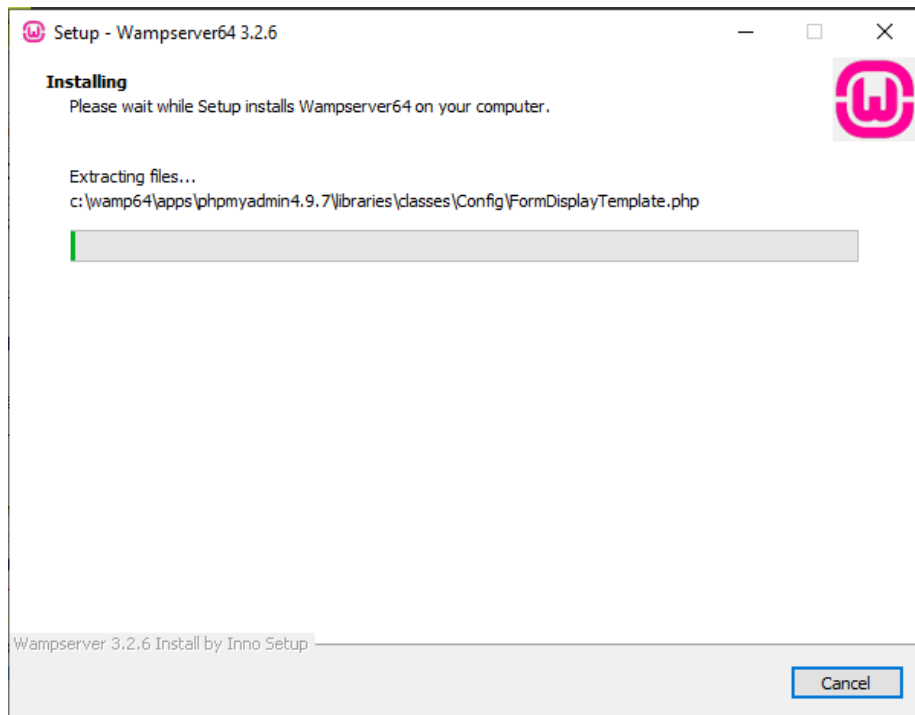 Setup - Wampserver64 3.2.6
Installing
Please wait while Setup installs Wampserver64 on your computer.
Extracting files...
c:\wamp64\apps\phpmyadmin4.9.7\libraries\classes\Config\FormDisplayTemplate.php
Wampserver 3.2.6 Install by Inno Setup
Cancel